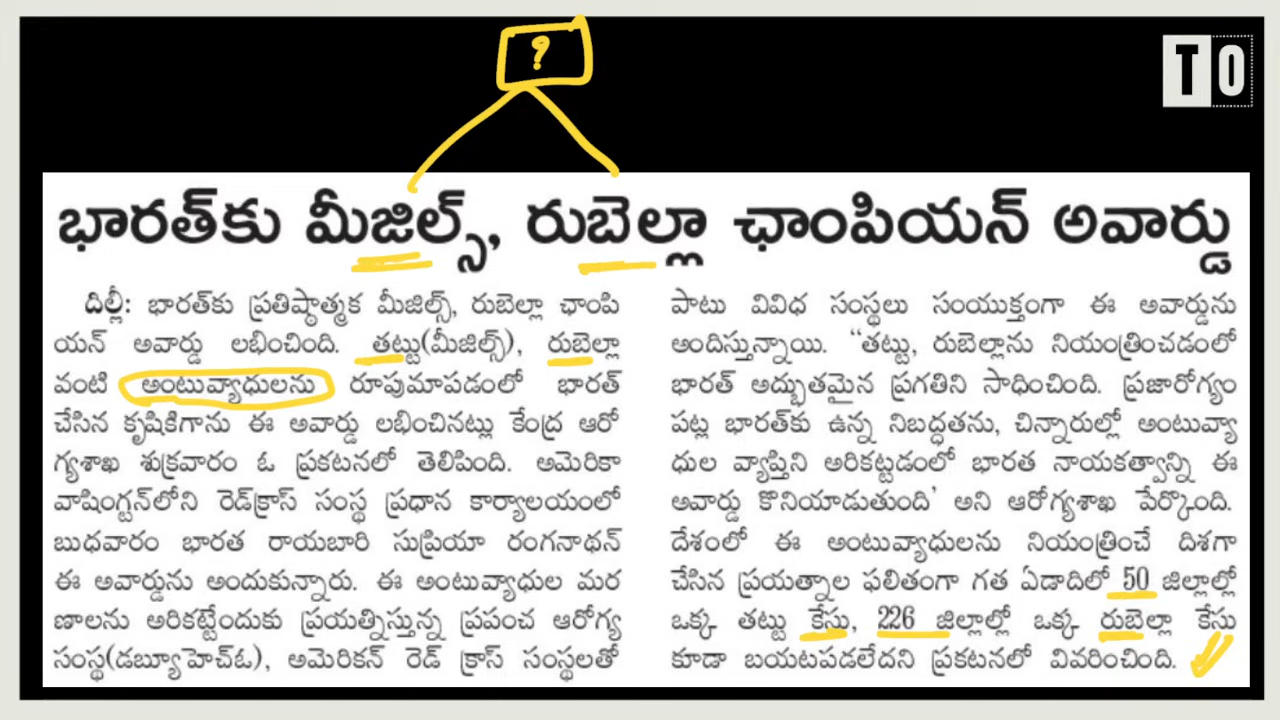 ?
TO
భారత్‌కు మీజిల్స్, రుబెల్లా ఛాంపియన్ అవార్డు
దిల్లీ: భారత్‌కు ప్రతిష్ఠాత్మక మీజిల్స్, రుబెల్లా ఛాంపి
యన్ అవార్డు లభించింది. తట్టు(మీజిల్స్), రుబెల్లా
వంటి అంటువ్యాధులను రూపుమాపడంలో భారత్
చేసిన కృషికిగాను ఈ అవార్డు లభించినట్లు కేంద్ర ఆరో
గ్యశాఖ శుక్రవారం ఓ ప్రకటనలో తెలిపింది. అమెరికా
వాషింగ్టన్‌లోని రెడ్‌క్రాస్ సంస్థ ప్రధాన కార్యాలయంలో
బుధవారం భారత రాయబారి సుప్రియా రంగనాథన్
ఈ అవార్డును అందుకున్నారు. ఈ అంటువ్యాధుల మర
ణాలను అరికట్టేందుకు ప్రయత్నిస్తున్న ప్రపంచ ఆరోగ్య
సంస్థ(డబ్యూహెచ్ఓ), అమెరికన్ రెడ్ క్రాస్ సంస్థలతో
పాటు వివిధ సంస్థలు సంయుక్తంగా ఈ అవార్డును
అందిస్తున్నాయి. “తట్టు, రుబెల్లాను నియంత్రించడంలో
భారత్ అద్భుతమైన ప్రగతిని సాధించింది. ప్రజారోగ్యం
పట్ల భారత్‌కు ఉన్న నిబద్ధతను, చిన్నారుల్లో అంటువ్యా
ధుల వ్యాప్తిని అరికట్టడంలో భారత నాయకత్వాన్ని ఈ
అవార్డు కొనియాడుతుంది’ అని ఆరోగ్యశాఖ పేర్కొంది.
దేశంలో ఈ అంటువ్యాధులను నియంత్రించే దిశగా
చేసిన ప్రయత్నాల ఫలితంగా గత ఏడాదిలో 50 జిల్లాల్లో
ఒక్క తట్టు కేసు, 226 జిల్లాల్లో ఒక్క రుబెల్లా కేసు
కూడా బయటపడలేదని ప్రకటనలో వివరించింది.